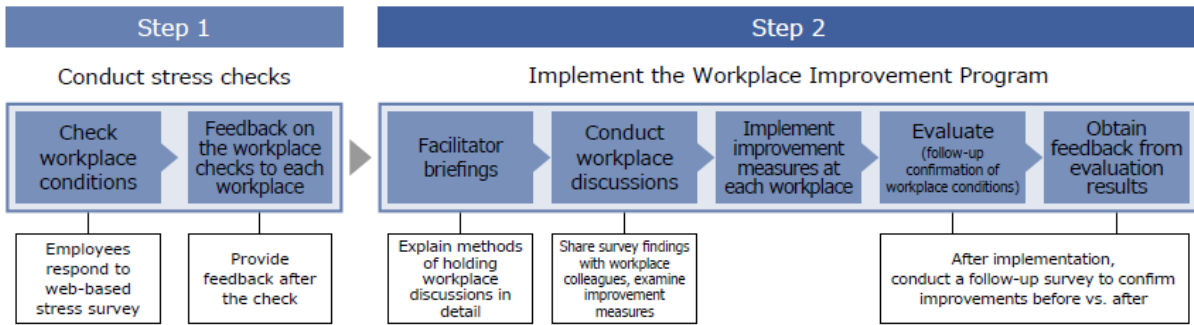 Step 1
Step 2
Conduct stress checks
Implement the Workplace Improvement Program
Check
workplace
conditions
Feedback on
the workplace
checks to each
workplace
Facilitator
briefings
Conduct
workplace
discussions
Implement
improvement
measures at
each workplace
Evaluate
(follow-up
confirmation of
workplace conditions)
Obtain
feedback from
evaluation
results
Employees
respond to
web-based
stress survey
Provide
feedback after
the check
Explain methods
of holding
workplace
discussions in
detail
Share survey findings
with workplace
colleagues, examine
improvement
measures
After implementation,
conduct a follow-up survey to confirm
improvements before vs. after